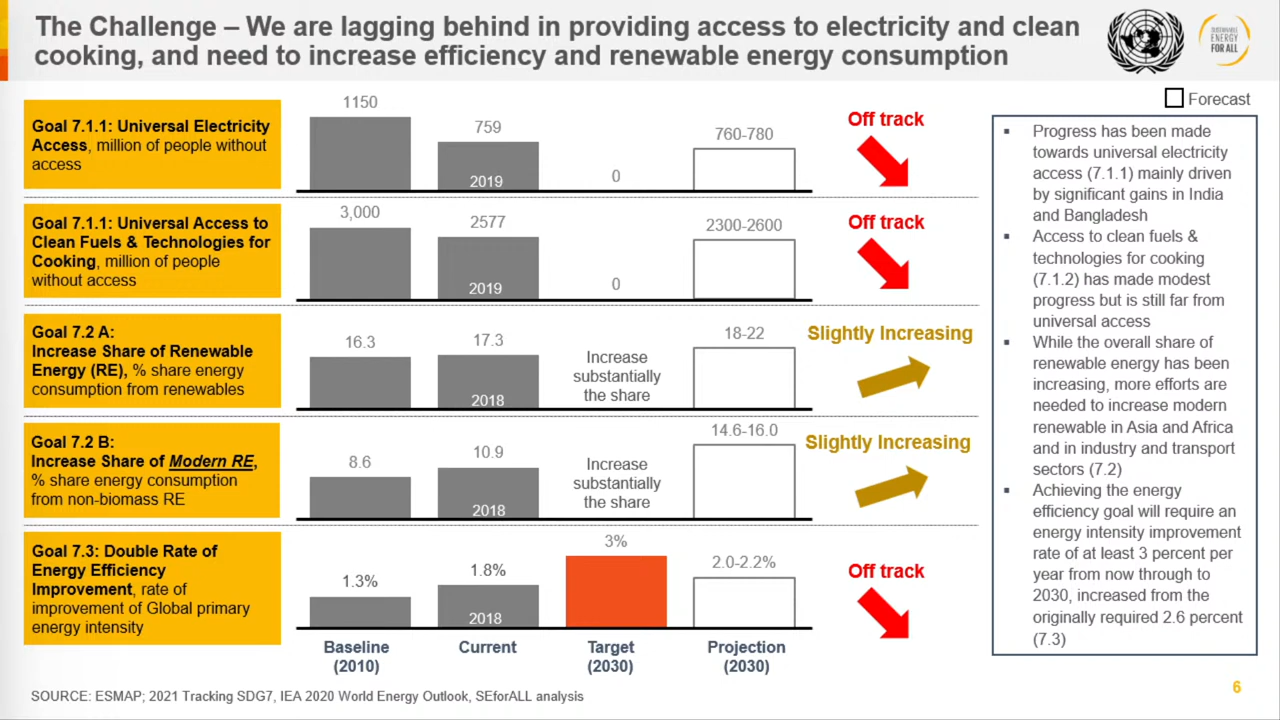 The Challenge – We are lagging behind in providing access to electricity and clean
cooking, and need to increase efficiency and renewable energy consumption
SUSTAINABLE
ENERGY
FOR ALL
Forecast
Goal 7.1.1: Universal Electricity
Access, million of people without
access
1150
759
2019
0
760-780
Off track
Goal 7.1.1: Universal Access to
Clean Fuels & Technologies for
Cooking, million of people
without access
3,000
2577
2019
0
2300-2600
Off track
Goal 7.2 A:
Increase Share of Renewable
Energy (RE), % share energy
consumption from renewables
16.3
17.3
2018
Increase
substantially
the share
18-22
Slightly Increasing
Goal 7.2 B:
Increase Share of Modern RE,
% share energy consumption
from non-biomass RE
8.6
10.9
2018
Increase
substantially
the share
14.6-16.0
Slightly Increasing
Goal 7.3: Double Rate of
Energy Efficiency
Improvement, rate of
improvement of Global primary
energy intensity
1.3%
1.8%
2018
3%
2.0-2.2%
Off track
Baseline
(2010)
Current
Target
(2030)
Projection
(2030)
▪ Progress has been made
towards universal electricity
access (7.1.1) mainly driven
by significant gains in India
and Bangladesh
▪ Access to clean fuels &
technologies for cooking
(7.1.2) has made modest
progress but is still far from
universal access
▪ While the overall share of
renewable energy has been
increasing, more efforts are
needed to increase modern
renewable in Asia and Africa
and in industry and transport
sectors (7.2)
▪ Achieving the energy
efficiency goal will require an
energy intensity improvement
rate of at least 3 percent per
year from now through to
2030, increased from the
originally required 2.6 percent
(7.3)
SOURCE: ESMAP; 2021 Tracking SDG7, IEA 2020 World Energy Outlook, SEforALL analysis
6